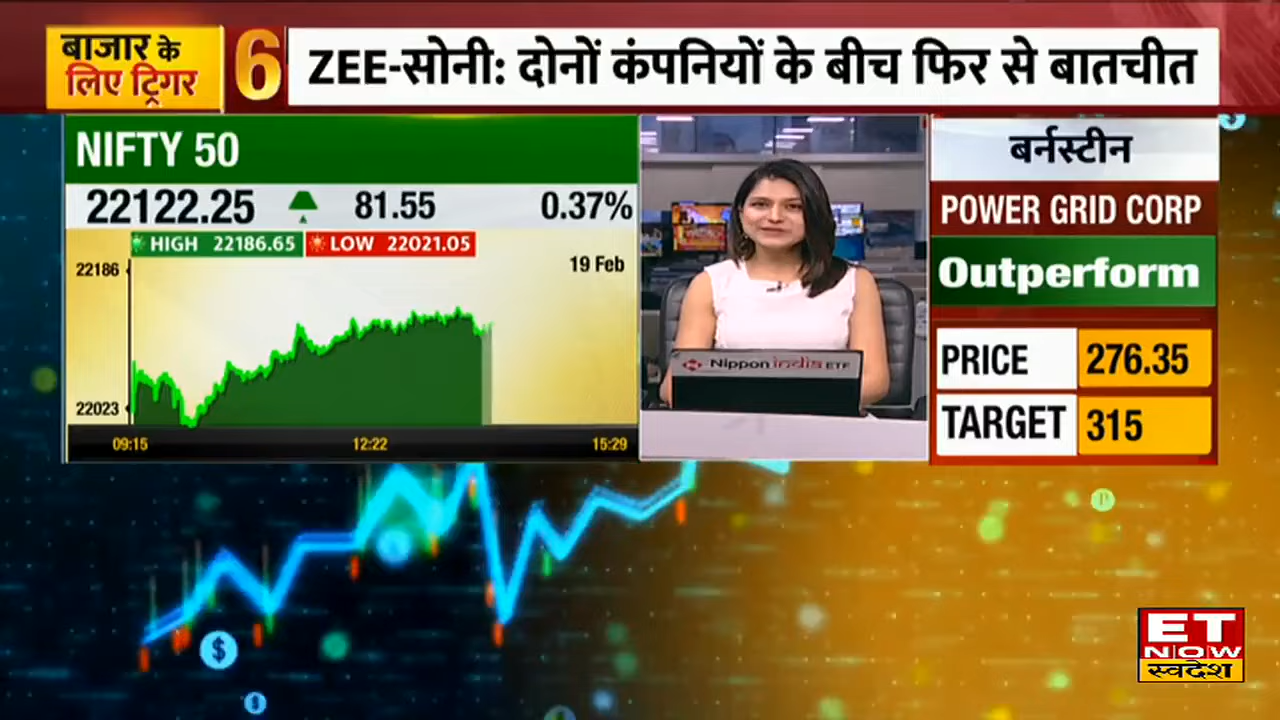 बाजार के
लिए ट्रिगर
6
ZEE-सोनी: दोनों कंपनियों के बीच फिर से बातचीत
NIFTY 50
22122.25 81.55 0.37%
HIGH 22186.65 LOW 22021.05
19 Feb
22186
22023
09:15 12:22 15:29
Nippon india ETF
बर्नस्टीन
POWER GRID CORP
Outperform
PRICE 276.35
TARGET 315
ET
NOW
स्वदेश